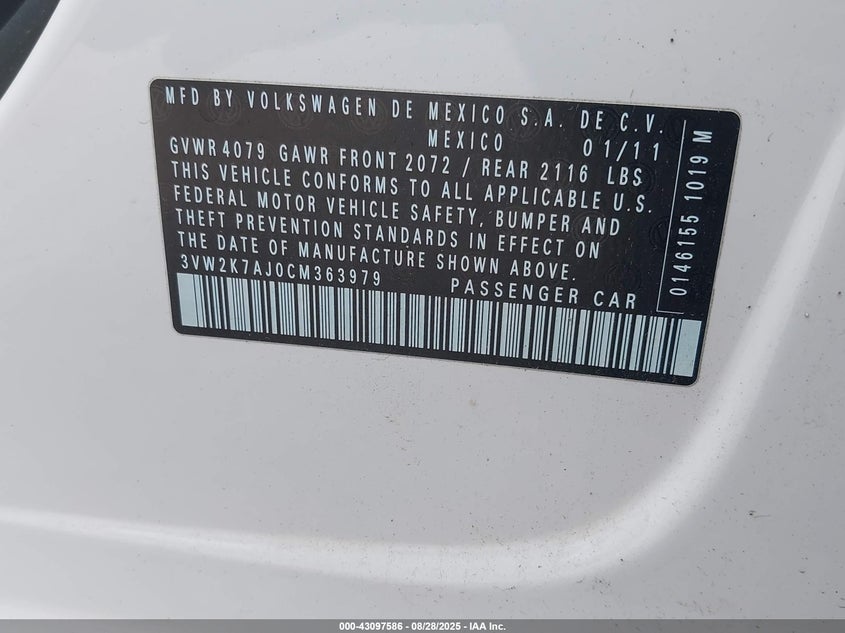 MFD BY VOLKSWAGEN DE MEXICO S.A. DE C.V.
MEXICO 01/11
GVWR 4079 GAWR FRONT 2072 / REAR 2116 LBS
THIS VEHICLE CONFORMS TO ALL APPLICABLE U.S.
FEDERAL MOTOR VEHICLE SAFETY, BUMPER AND
THEFT PREVENTION STANDARDS IN EFFECT ON
THE DATE OF MANUFACTURE SHOWN ABOVE.
3VW2K7AJ0CM363979 PASSENGER CAR
0146155 1019 M
000-43097586 - 08/28/2025 - IAA Inc.